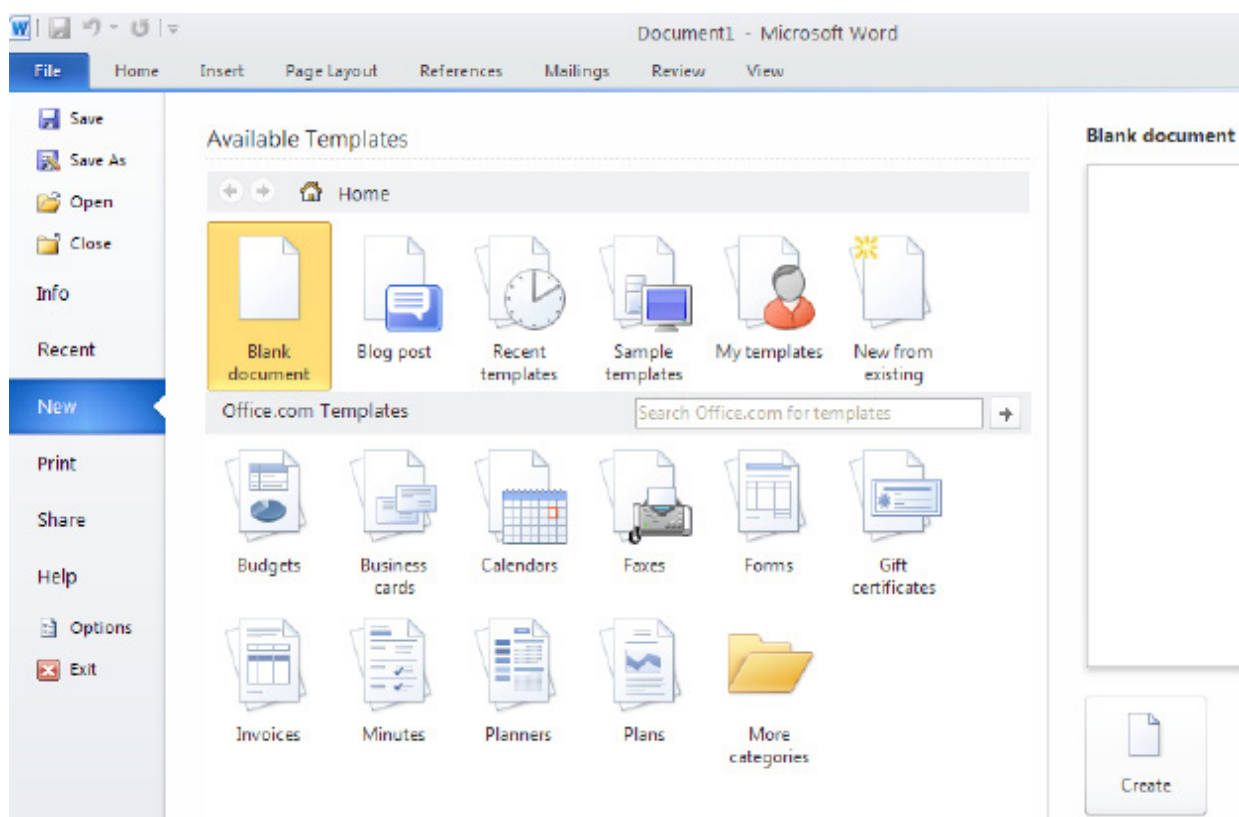 W
Document1 - Microsoft Word
File Home Insert Page Layout References Mailings Review View
Save
Save As
Open
Close
Info
Recent
New
Print
Share
Help
Options
Exit
Available Templates
Home
Blank
document
Blog post
Recent
templates
Sample
templates
My templates
New from
existing
Office.com Templates
Search Office.com for templates
Budgets
Business
cards
Calendars
Faxes
Forms
Gift
certificates
Invoices
Minutes
Planners
Plans
More
categories
Blank document
Create